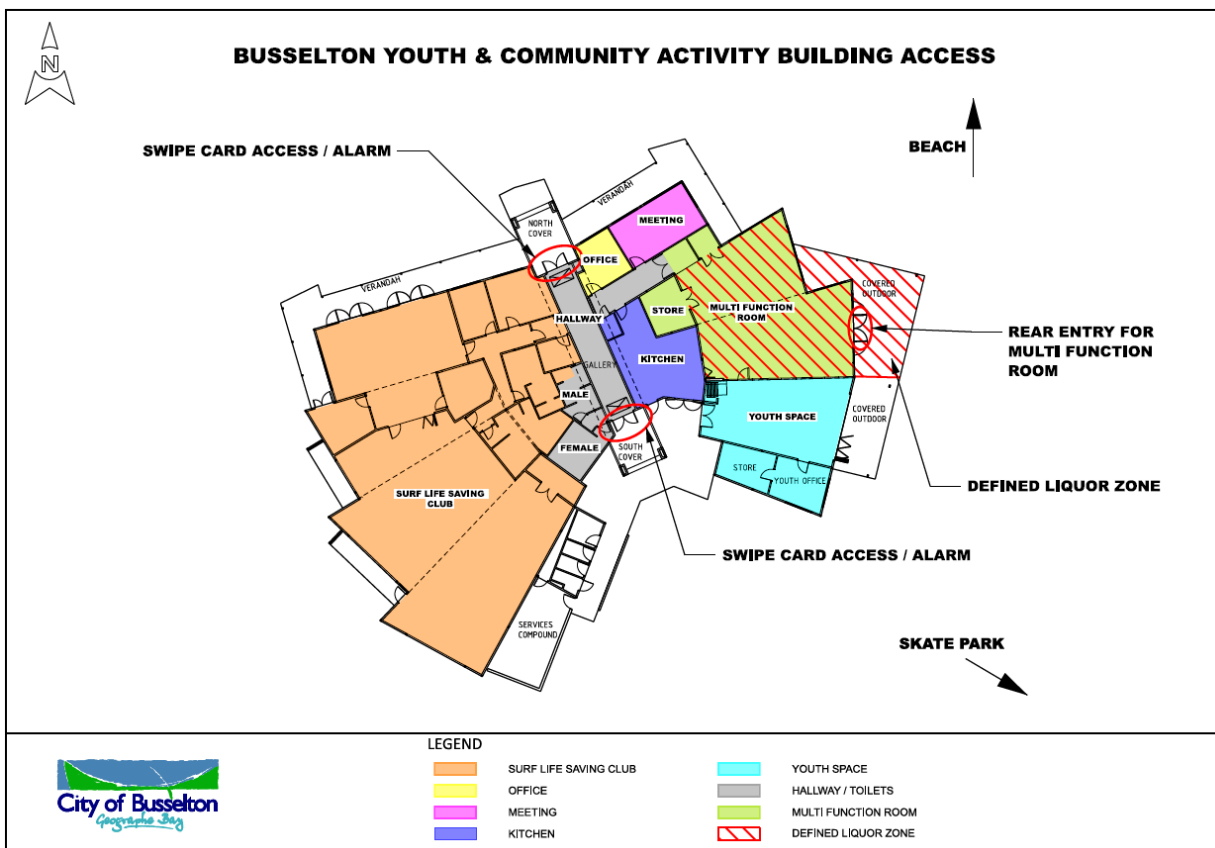 N
BUSSELTON YOUTH & COMMUNITY ACTIVITY BUILDING ACCESS
SWIPE CARD ACCESS / ALARM
BEACH
VERANDAH
NORTH
COVER
MEETING
OFFICE
VERANDAH
COVERED
OUTDOOR
HALLWAY
STORE
MULTI FUNCTION
ROOM
REAR ENTRY FOR
MULTI FUNCTION
ROOM
GALLERY
KITCHEN
MALE
YOUTH SPACE
COVERED
OUTDOOR
FEMALE
SOUTH
COVER
STORE
YOUTH OFFICE
DEFINED LIQUOR ZONE
SURF LIFE SAVING
CLUB
SWIPE CARD ACCESS / ALARM
SERVICES
COMPOUND
SKATE PARK
City of Busselton
Geographe Bay
LEGEND
SURF LIFE SAVING CLUB
OFFICE
MEETING
KITCHEN
YOUTH SPACE
HALLWAY / TOILETS
MULTI FUNCTION ROOM
DEFINED LIQUOR ZONE